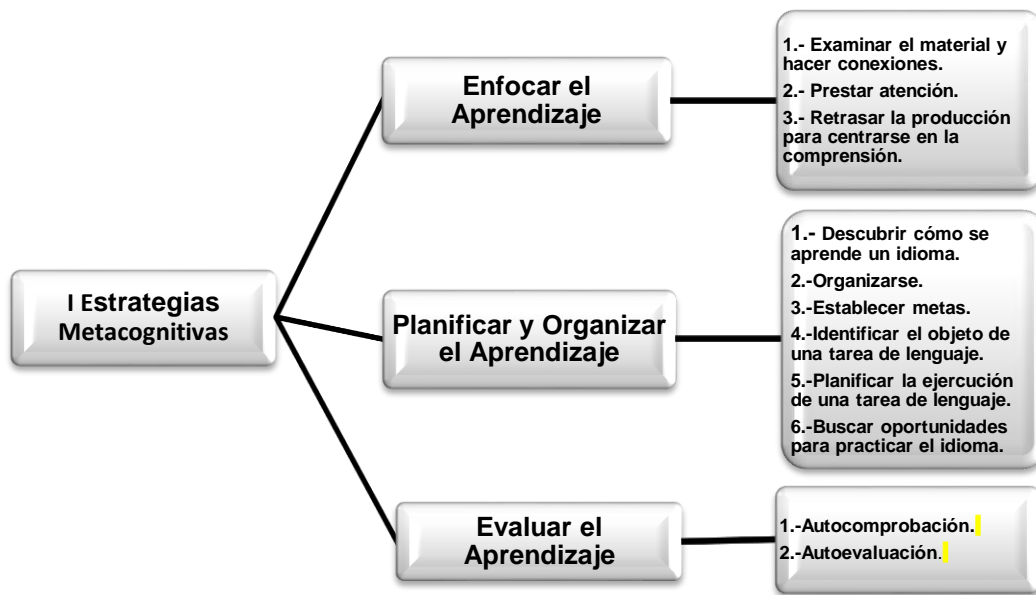 I Estrategias
Metacognitivas
Enfocar el
Aprendizaje
1.- Examinar el material y
hacer conexiones.
2.- Prestar atención.
3.- Retrasar la producción
para centrarse en la
comprensión.
Planificar y Organizar
el Aprendizaje
1.- Descubrir cómo se
aprende un idioma.
2.-Organizarse.
3.-Establecer metas.
4.-Identificar el objeto de
una tarea de lenguaje.
5.-Planificar la ejercución
de una tarea de lenguaje.
6.-Buscar oportunidades
para practicar el idioma.
Evaluar el
Aprendizaje
1.-Autocomprobación.
2.-Autoevaluación.